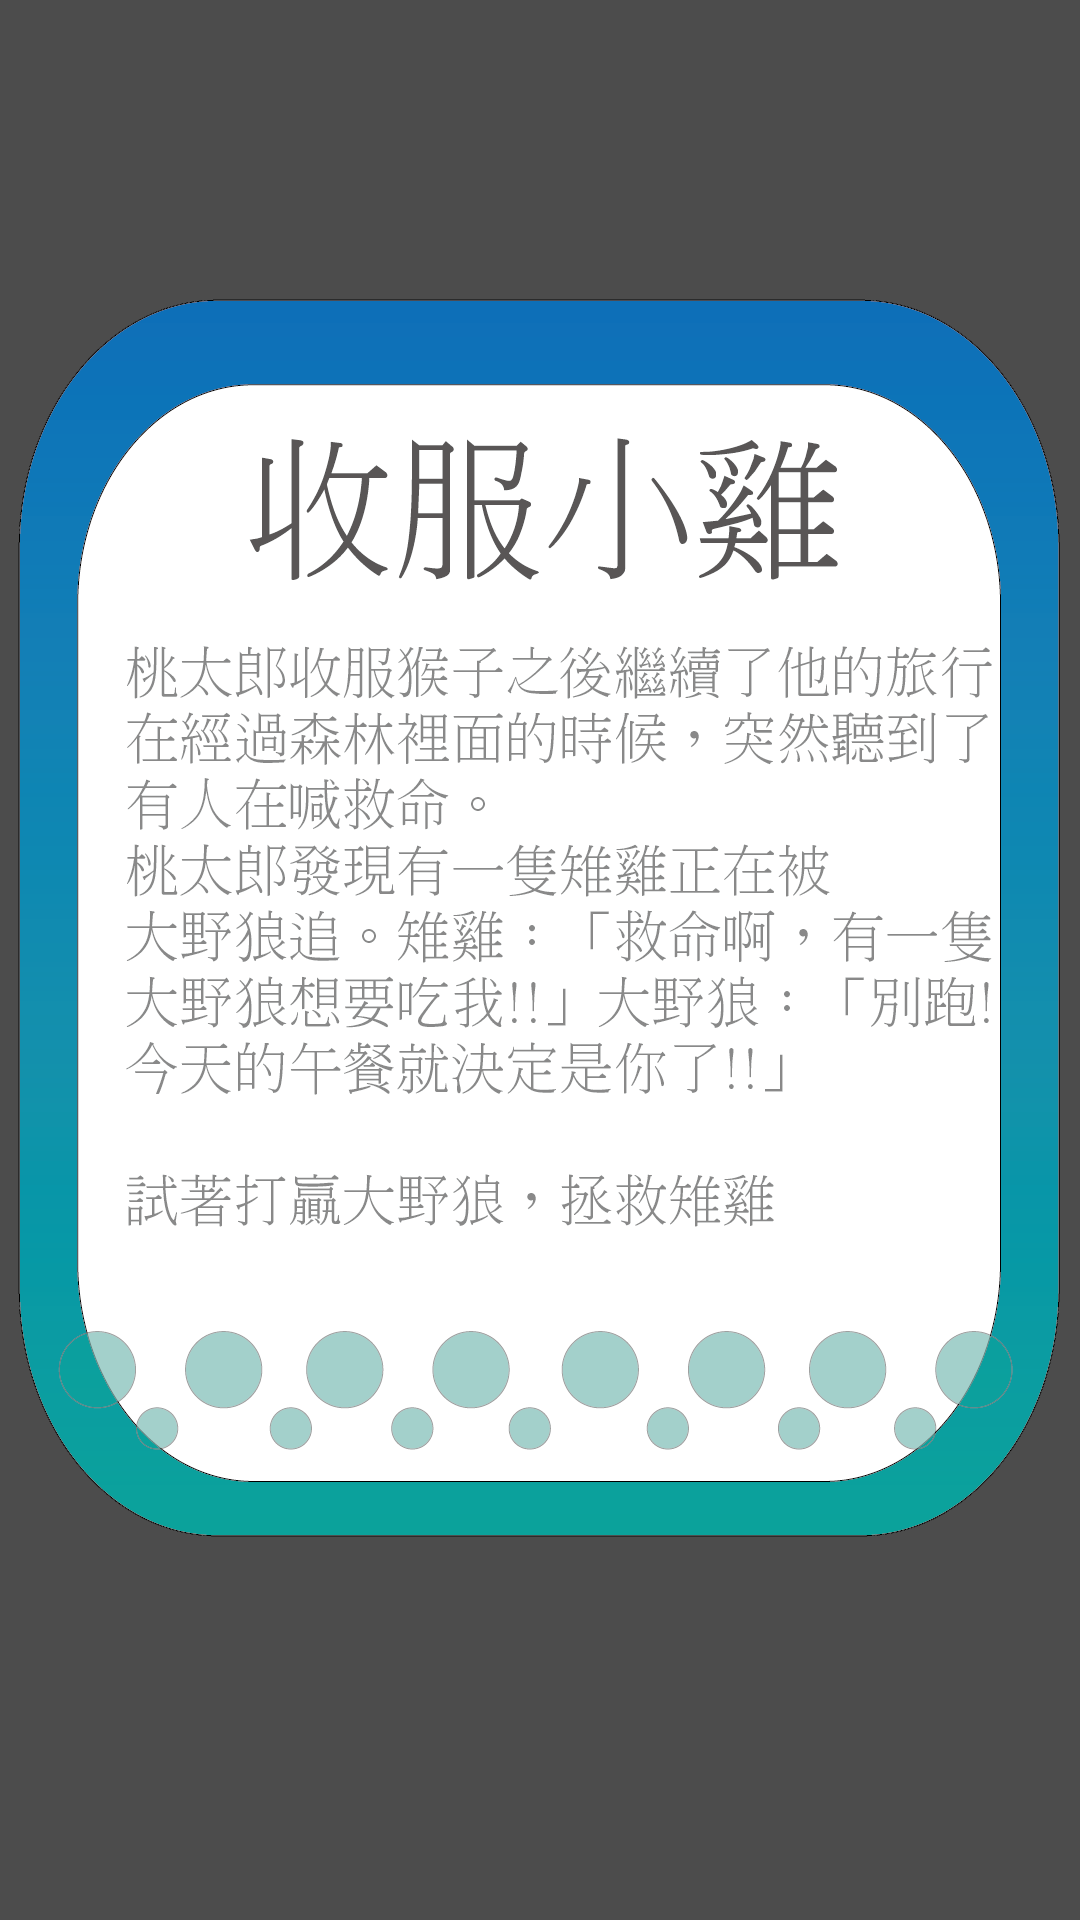 收服小雞
桃太郎收服猴子之後繼續了他的旅行
在經過森林裡面的時候，突然聽到了
有人在喊救命。
桃太郎發現有一隻雉雞正在被
大野狼追。雉雞：「救命啊，有一隻
大野狼想要吃我!!」大野狼：「別跑!
今天的午餐就決定是你了!!」
試著打贏大野狼，拯救雉雞